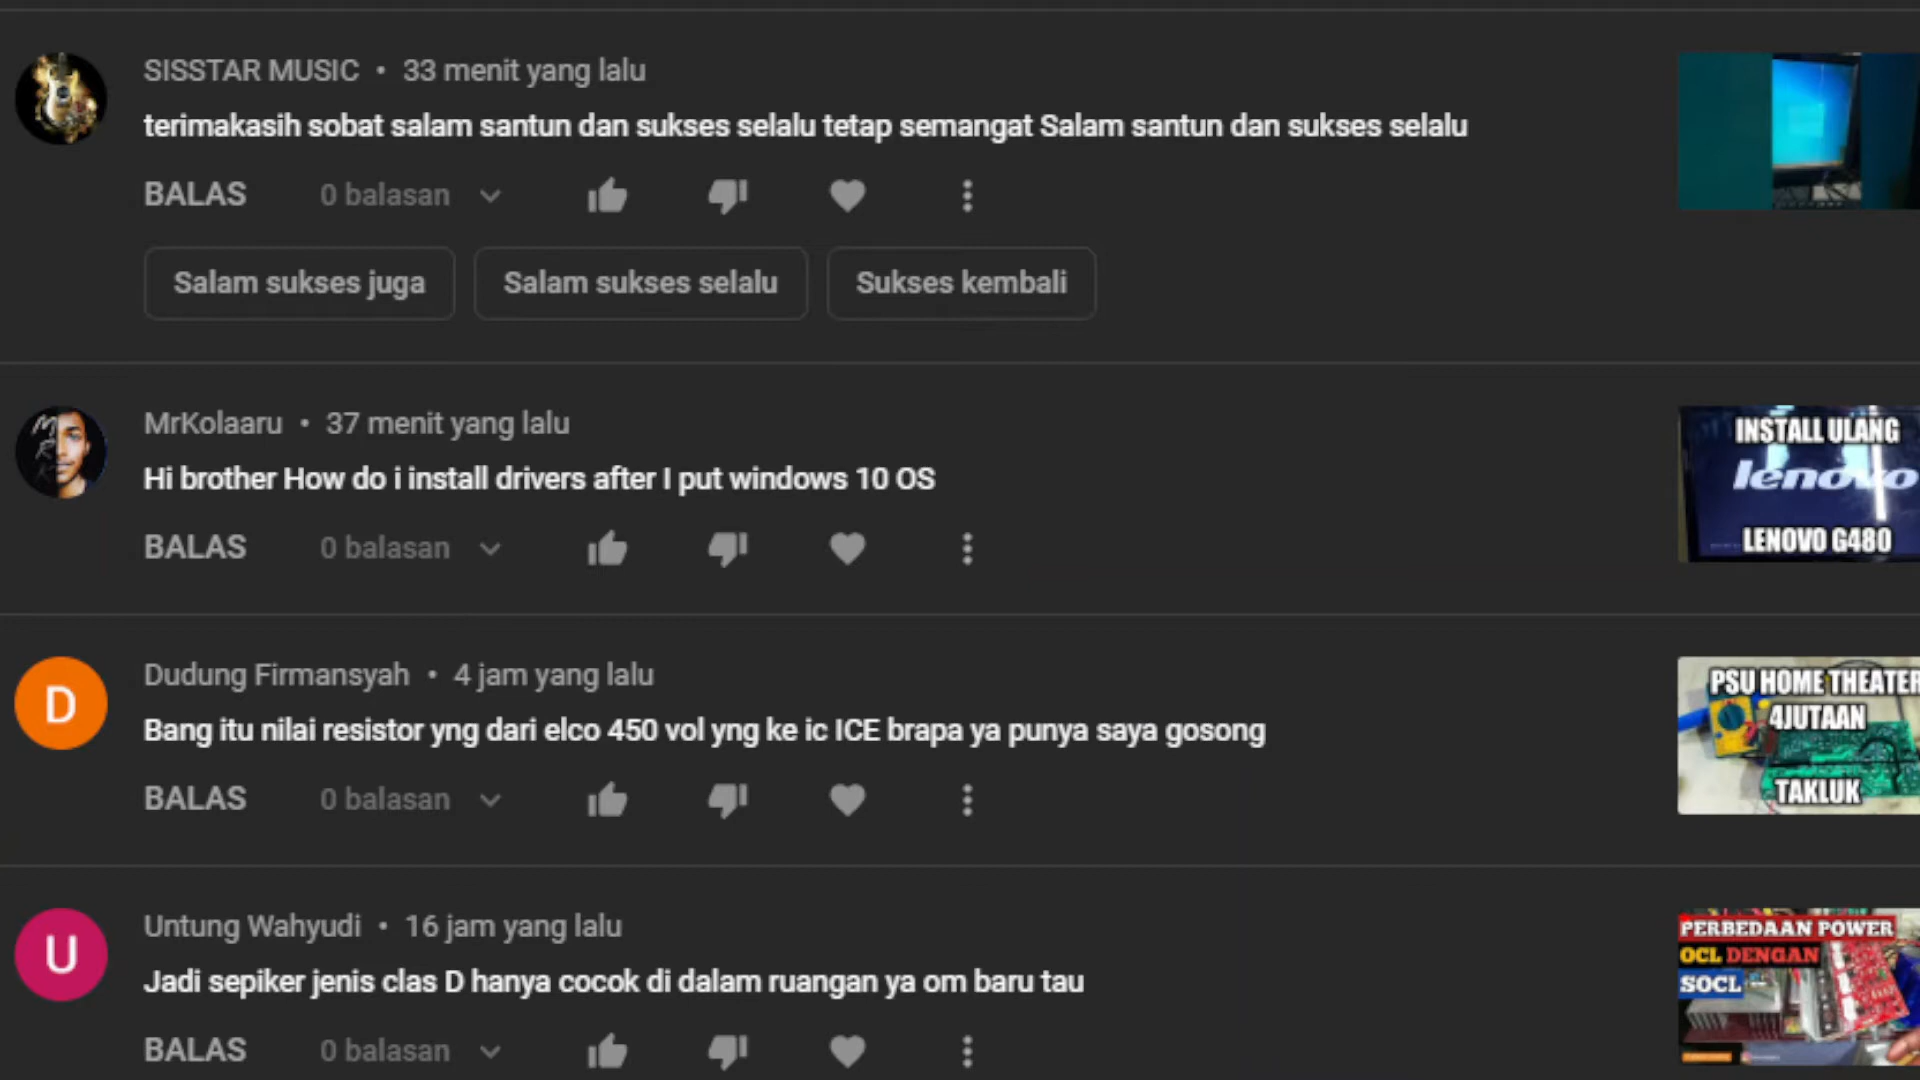 SISSTAR MUSIC • 33 menit yang lalu
terimakasih sobat salam santun dan sukses selalu tetap semangat Salam santun dan sukses selalu
BALAS 0 balasan
Salam sukses juga Salam sukses selalu Sukses kembali
MrKolaaru • 37 menit yang lalu
Hi brother How do i install drivers after I put windows 10 OS
BALAS 0 balasan
INSTALL ULANG
lenovo
LENOVO G480
Dudung Firmansyah • 4 jam yang lalu
D
Bang itu nilai resistor yng dari elco 450 vol yng ke ic ICE brapa ya punya saya gosong
BALAS 0 balasan
PSU HOME THEATER
4JUTAAN
TAKLUK
Untung Wahyudi • 16 jam yang lalu
U
Jadi sepiker jenis clas D hanya cocok di dalam ruangan ya om baru tau
BALAS 0 balasan
PERBEDAAN POWER
OCL DENGAN
SOCL